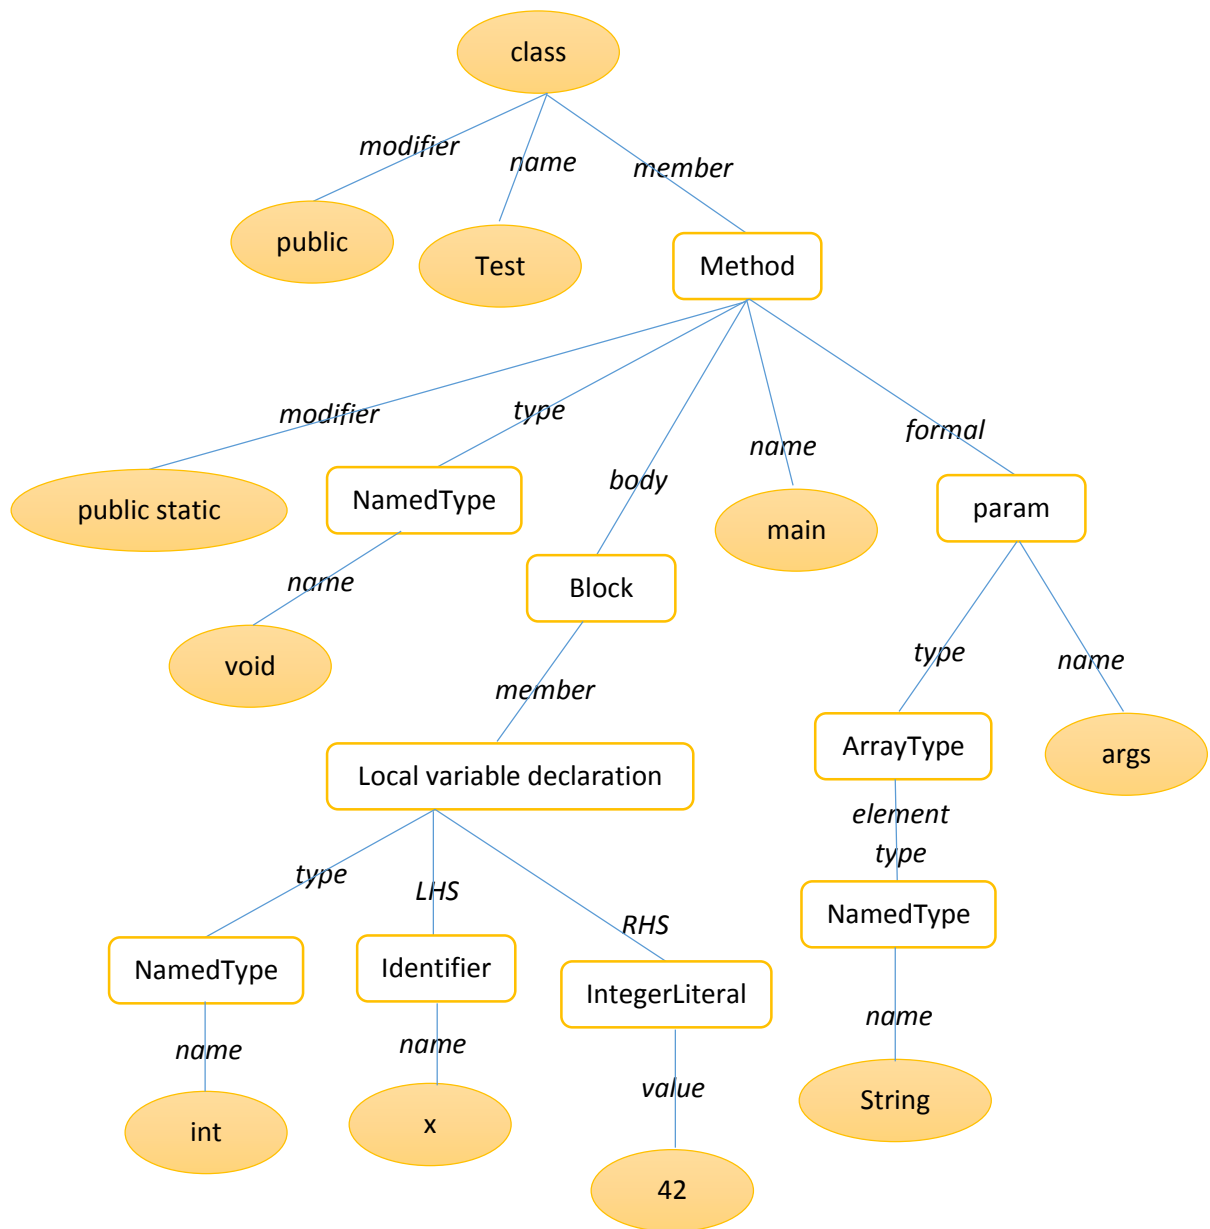 class
modifier
name
member
public
Test
Method
modifier
type
body
name
formal
public static
NamedType
Block
main
param
name
void
member
type
name
Local variable declaration
ArrayType
args
element
type
type
LHS
RHS
NamedType
NamedType
Identifier
IntegerLiteral
name
name
value
name
int
x
42
String